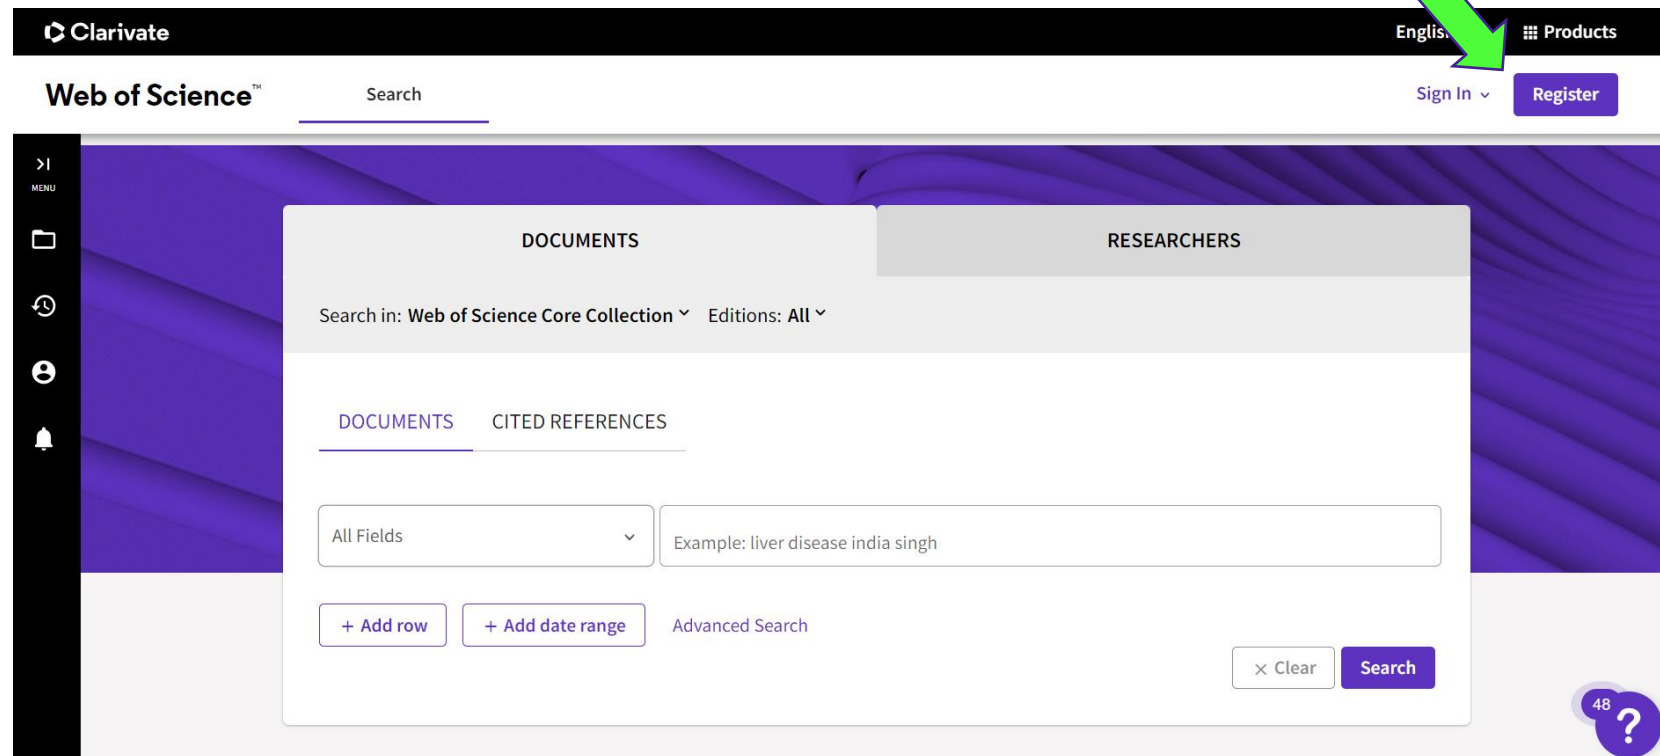 Clarivate
Products
Web of Science™
Search
Sign In
Register
MENU
DOCUMENTS
RESEARCHERS
Search in: Web of Science Core Collection
Editions: All
DOCUMENTS
CITED REFERENCES
All Fields
Example: liver disease india singh
+ Add row
+ Add date range
Advanced Search
× Clear
Search
48
?